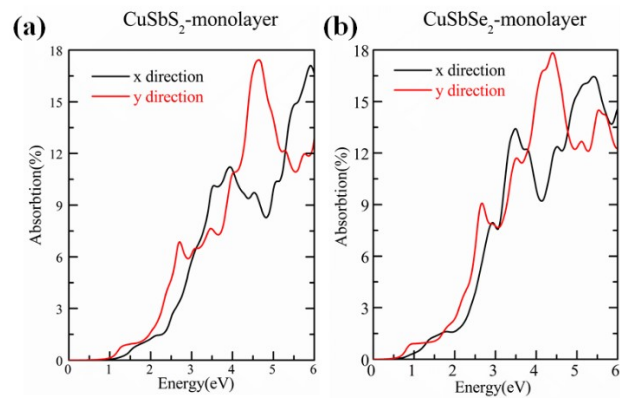 (a) CuSbS₂-monolayer
18
15
12
9
6
3
0
Absorbtion(%)
x direction
y direction
0 1 2 3 4 5 6
Energy(eV)
(b) CuSbSe₂-monolayer
18
15
12
9
6
3
0
Absorbtion(%)
x direction
y direction
0 1 2 3 4 5 6
Energy(eV)